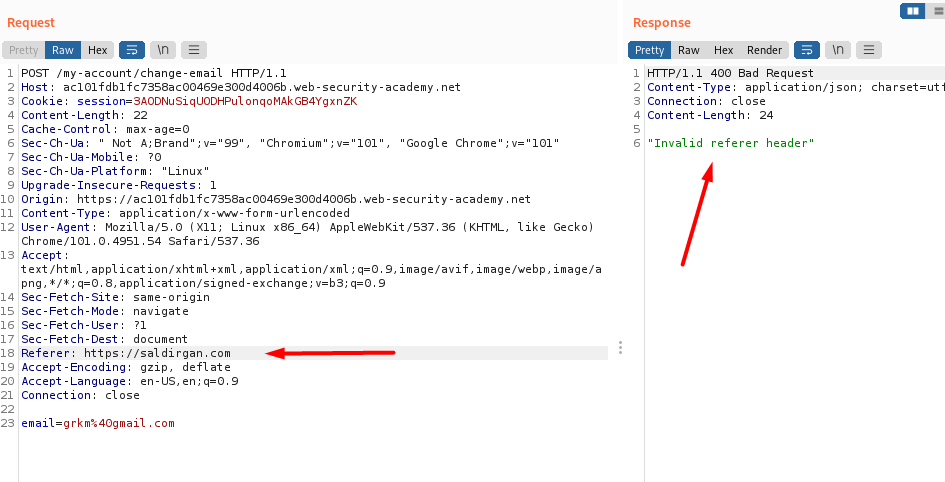 Request
Pretty Raw Hex \n
1 POST /my-account/change-email HTTP/1.1
2 Host: ac101fdb1fc7358ac00469e300d4006b.web-security-academy.net
3 Cookie: session=3AODNuSiqUODHPulonqoMAkGB4YgxnZK
4 Content-Length: 22
5 Cache-Control: max-age=0
6 Sec-Ch-Ua: " Not A;Brand";v="99", "Chromium";v="101", "Google Chrome";v="101"
7 Sec-Ch-Ua-Mobile: ?0
8 Sec-Ch-Ua-Platform: "Linux"
9 Upgrade-Insecure-Requests: 1
10 Origin: https://ac101fdb1fc7358ac00469e300d4006b.web-security-academy.net
11 Content-Type: application/x-www-form-urlencoded
12 User-Agent: Mozilla/5.0 (X11; Linux x86_64) AppleWebKit/537.36 (KHTML, like Gecko)
Chrome/101.0.4951.54 Safari/537.36
13 Accept:
text/html,application/xhtml+xml,application/xml;q=0.9,image/avif,image/webp,image/a
png,*/*;q=0.8,application/signed-exchange;v=b3;q=0.9
14 Sec-Fetch-Site: same-origin
15 Sec-Fetch-Mode: navigate
16 Sec-Fetch-User: ?1
17 Sec-Fetch-Dest: document
18 Referer: https://saldirgan.com
19 Accept-Encoding: gzip, deflate
20 Accept-Language: en-US,en;q=0.9
21 Connection: close
22
23 email=grkm%40gmail.com
Response
Pretty Raw Hex Render \n
1 HTTP/1.1 400 Bad Request
2 Content-Type: application/json; charset=utf
3 Connection: close
4 Content-Length: 24
5
6 "Invalid referer header"